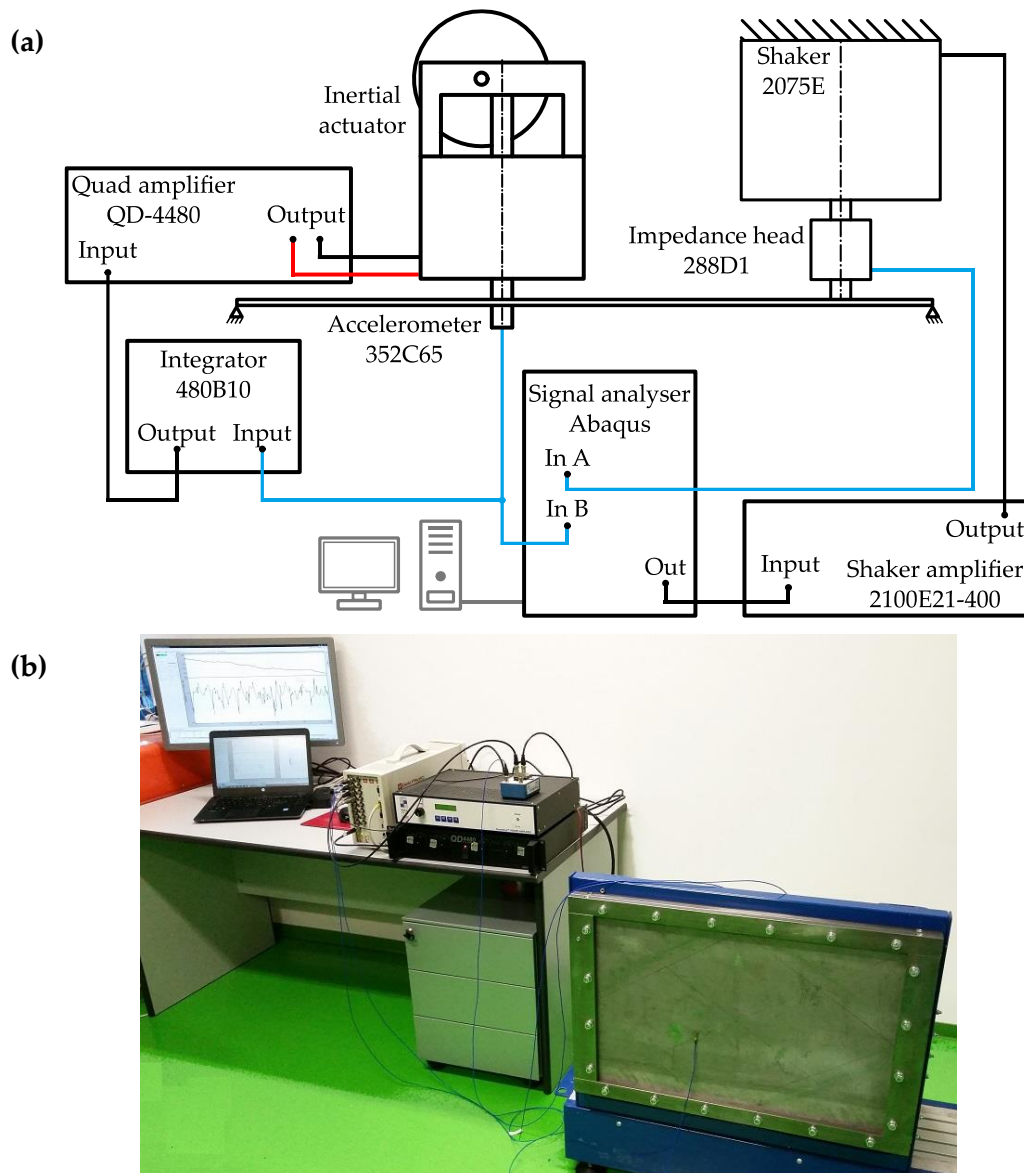 (a)
Inertial
actuator
Shaker
2075E
Quad amplifier
QD-4480
Output
Input
Impedance head
288D1
Accelerometer
352C65
Integrator
480B10
Output
Input
Signal analyser
Abaqus
In A
In B
Out
Output
Input
Shaker amplifier
2100E21-400
(b)
QD4480